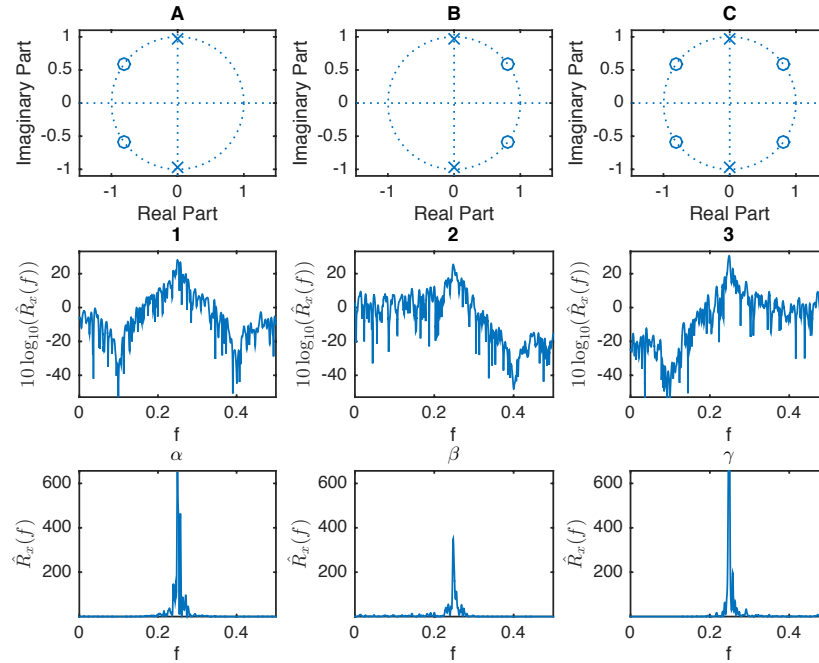 A B C
Imaginary Part Imaginary Part Imaginary Part
1 0.5 0 -0.5 -1
1 0.5 0 -0.5 -1
1 0.5 0 -0.5 -1
-1 0 1 -1 0 1 -1 0 1
Real Part Real Part Real Part
1 2 3
10 log₁₀(R̂ₓ(f)) 10 log₁₀(R̂ₓ(f)) 10 log₁₀(R̂ₓ(f))
20 0 -20 -40
20 0 -20 -40
20 0 -20 -40
0 0.2 0.4 0 0.2 0.4 0 0.2 0.4
f f f
α β γ
R̂ₓ(f) R̂ₓ(f) R̂ₓ(f)
600 400 200
600 400 200
600 400 200
0 0.2 0.4 0 0.2 0.4 0 0.2 0.4
f f f